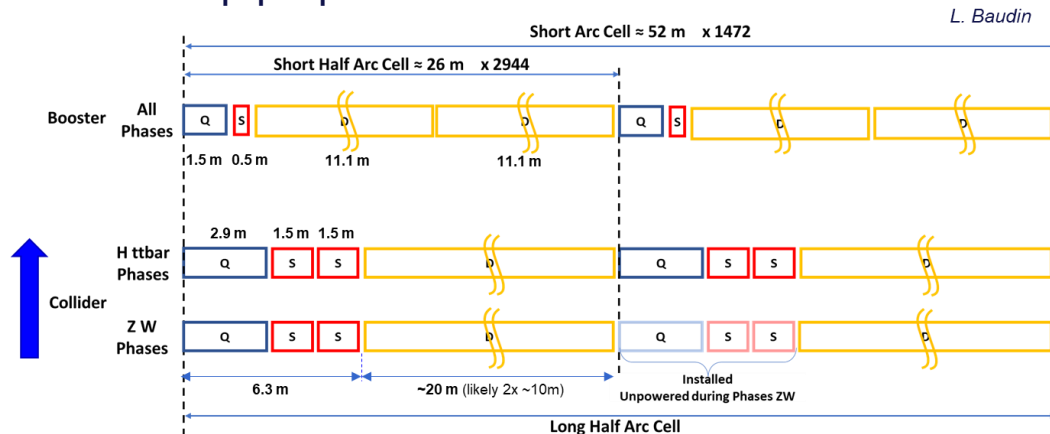 L. Baudin
Short Arc Cell ≈ 52 m x 1472
Short Half Arc Cell ≈ 26 m x 2944
Booster
All
Phases
Q S D D Q S D D
1.5 m 0.5 m 11.1 m 11.1 m
2.9 m 1.5 m 1.5 m
H ttbar
Phases
Q S S D Q S S D
Collider
Z W
Phases
Q S S D Q S S D
6.3 m ~20 m (likely 2x ~10m)
Installed
Unpowered during Phases ZW
Long Half Arc Cell